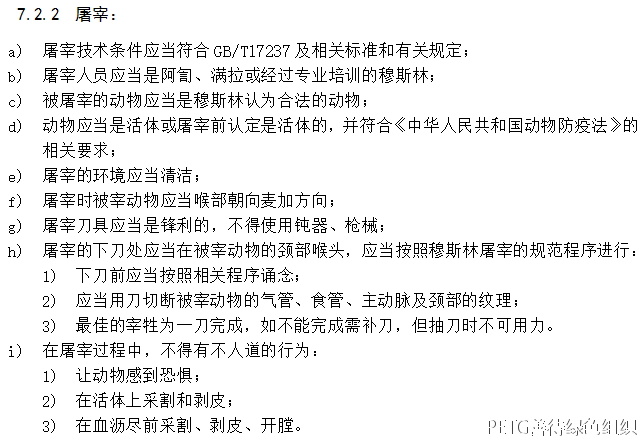 7.2.2 屠宰：
a) 屠宰技术条件应当符合 GB/T17237 及相关标准和有关规定；
b) 屠宰人员应当是阿訇、满拉或经过专业培训的穆斯林；
c) 被屠宰的动物应当是穆斯林认为合法的动物；
d) 动物应当是活体或屠宰前认定是活体的，并符合《中华人民共和国动物防疫法》的
相关要求；
e) 屠宰的环境应当清洁；
f) 屠宰时被宰动物应当喉部朝向麦加方向；
g) 屠宰刀具应当是锋利的，不得使用钝器、枪械；
h) 屠宰的下刀处应当在被宰动物的颈部喉头，应当按照穆斯林屠宰的规范程序进行：
1) 下刀前应当按照相关程序诵念；
2) 应当用刀切断被宰动物的气管、食管、主动脉及颈部的纹理；
3) 最佳的宰牲为一刀完成，如不能完成需补刀，但抽刀时不可用力。
i) 在屠宰过程中，不得有不人道的行为：
1) 让动物感到恐惧；
2) 在活体上采割和剥皮；
3) 在血沥尽前采割、剥皮、开膛。
PETG善待绿色组织